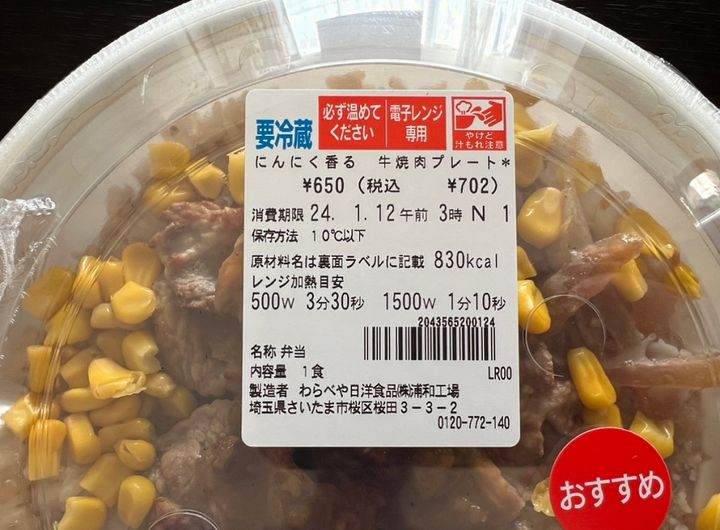 要冷蔵
必ず温めて
ください
電子レンジ
専用
やけど
汁もれ注意
にんにく香る 牛焼肉プレート*
¥650 (税込 ¥702)
消費期限 24. 1. 12 午前 3時 N 1
保存方法 10℃以下
原材料名は裏面ラベルに記載 830kcal
レンジ加熱目安
500W 3分30秒 1500W 1分10秒
2043565200124
名称 弁当
内容量 1食 LR00
製造者 わらべや日洋食品㈱浦和工場
埼玉県さいたま市桜区桜田3-3-2
0120-772-140
おすすめ